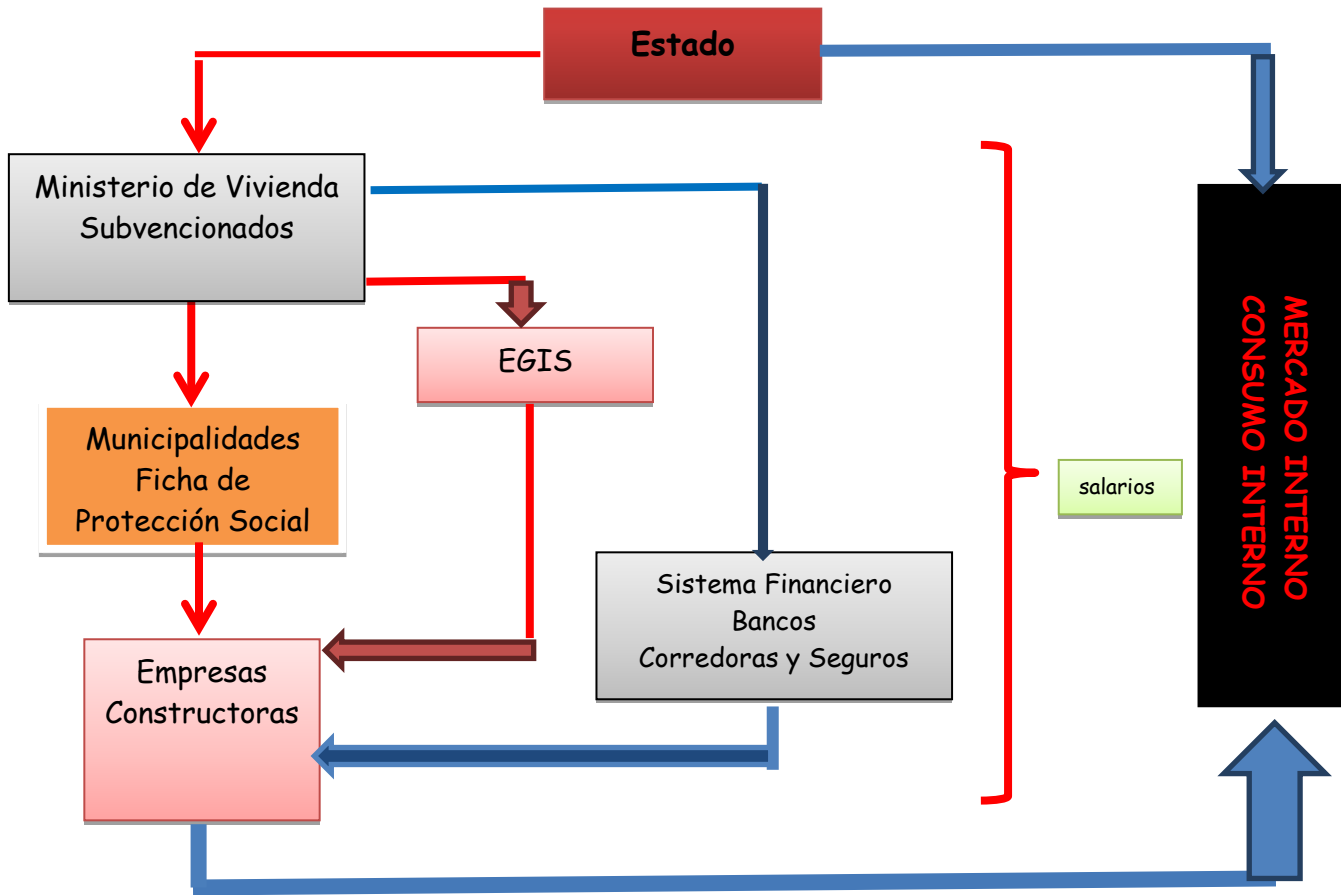 Estado
Ministerio de Vivienda
Subvencionados
EGIS
Municipalidades
Ficha de
Protección Social
salarios
MERCADO INTERNO
CONSUMO INTERNO
Sistema Financiero
Bancos
Corredoras y Seguros
Empresas
Constructoras